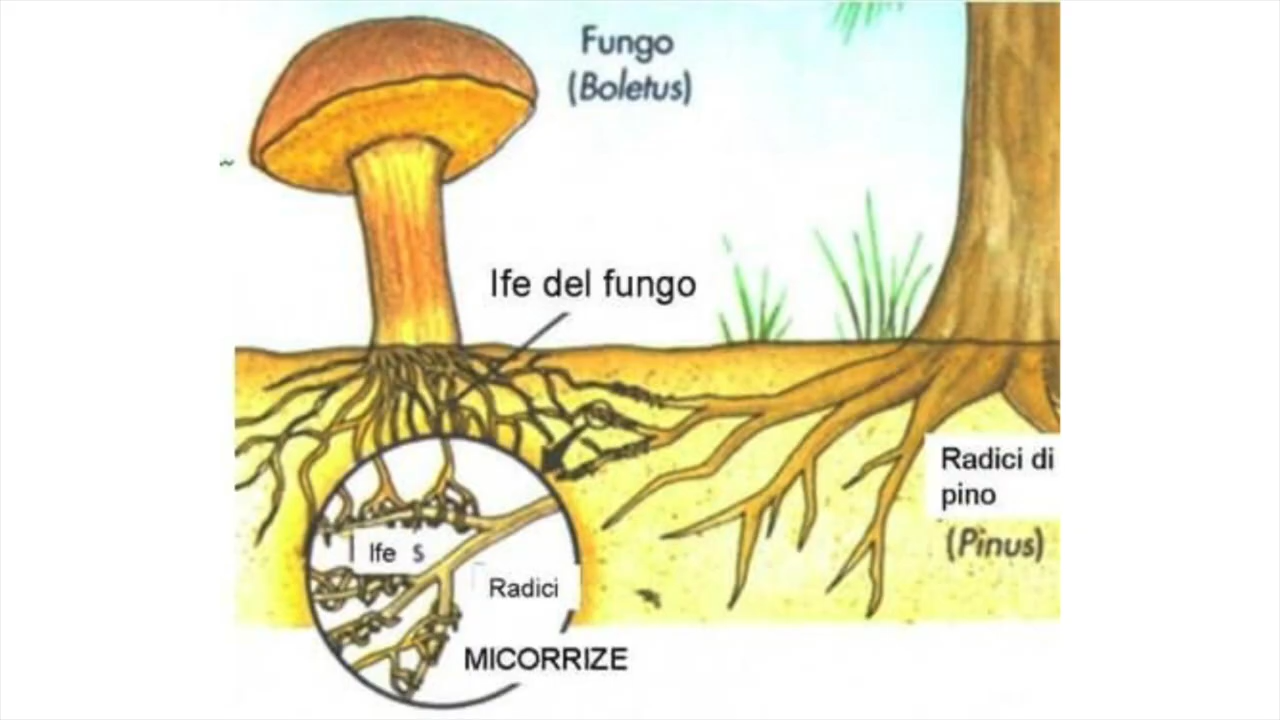 Fungo
(Boletus)
~
Ife del fungo
Radici di
pino
(Pinus)
Ife S
Radici
MICORRIZE